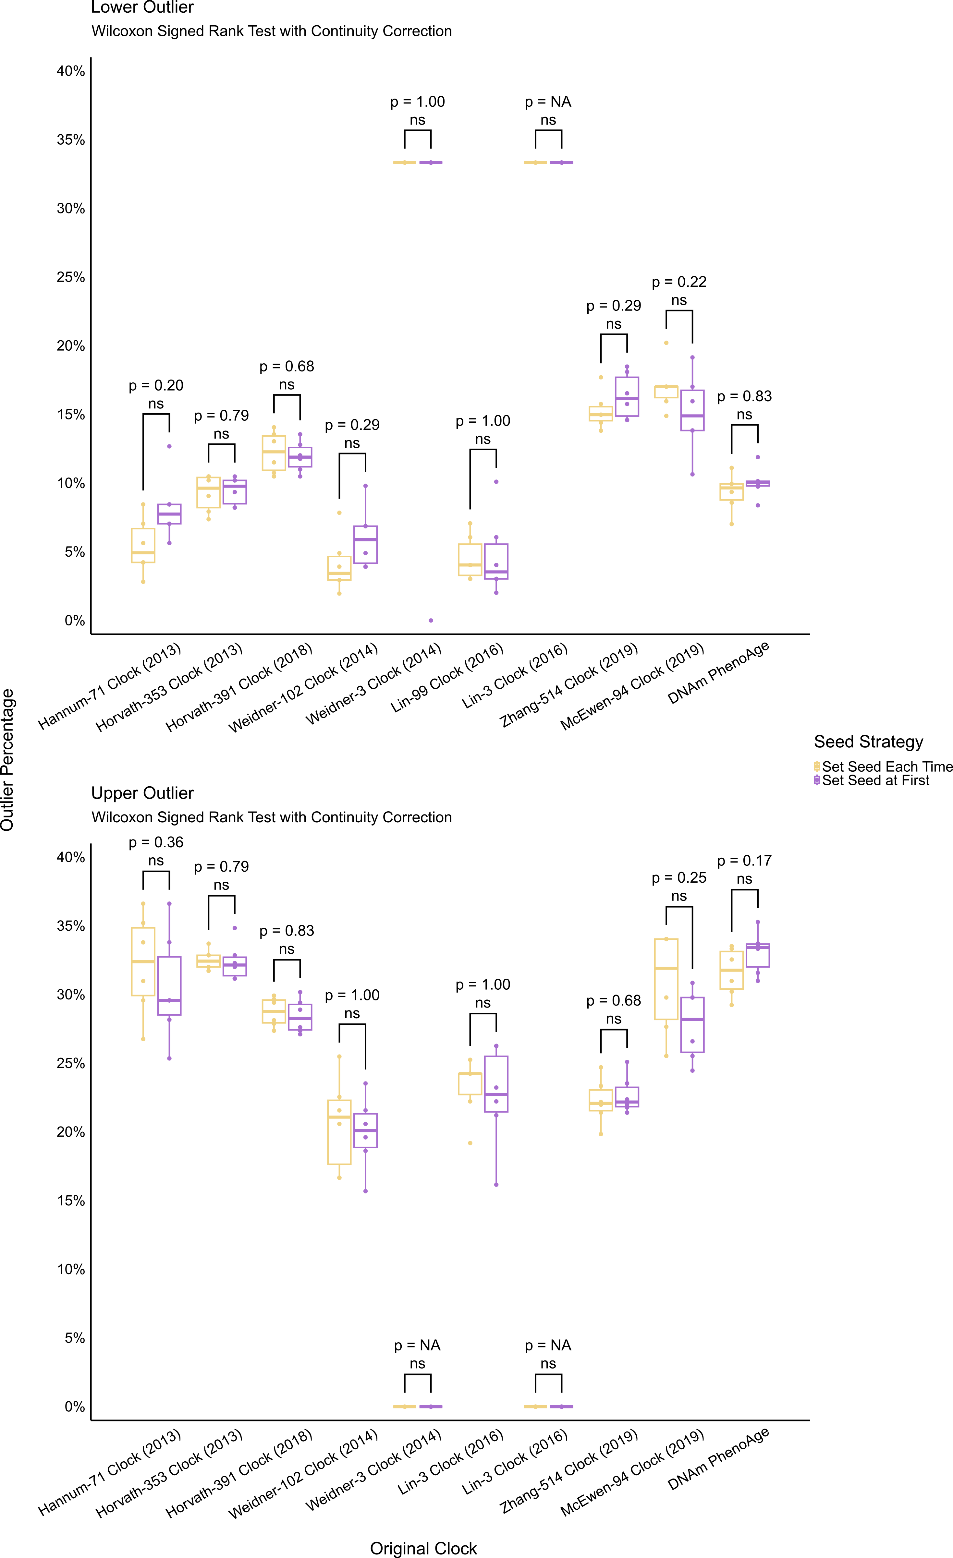 Lower Outlier
Wilcoxon Signed Rank Test with Continuity Correction
40%
35%
30%
25%
20%
15%
10%
5%
0%
p = 0.20
ns
p = 0.79
ns
p = 0.68
ns
p = 0.29
ns
p = 1.00
ns
p = 1.00
ns
p = NA
ns
p = 0.29
ns
p = 0.22
ns
p = 0.83
ns
Hannum-71 Clock (2013)
Horvath-353 Clock (2013)
Horvath-391 Clock (2018)
Weidner-102 Clock (2014)
Weidner-3 Clock (2014)
Lin-99 Clock (2016)
Lin-3 Clock (2016)
Zhang-514 Clock (2019)
McEwen-94 Clock (2019)
DNAm PhenoAge
Outlier Percentage
Seed Strategy
Set Seed Each Time
Set Seed at First
Upper Outlier
Wilcoxon Signed Rank Test with Continuity Correction
40%
35%
30%
25%
20%
15%
10%
5%
0%
p = 0.36
ns
p = 0.79
ns
p = 0.83
ns
p = 1.00
ns
p = NA
ns
p = 1.00
ns
p = NA
ns
p = 0.68
ns
p = 0.25
ns
p = 0.17
ns
Hannum-71 Clock (2013)
Horvath-353 Clock (2013)
Horvath-391 Clock (2018)
Weidner-102 Clock (2014)
Weidner-3 Clock (2014)
Lin-3 Clock (2016)
Lin-3 Clock (2016)
Zhang-514 Clock (2019)
McEwen-94 Clock (2019)
DNAm PhenoAge
Original Clock